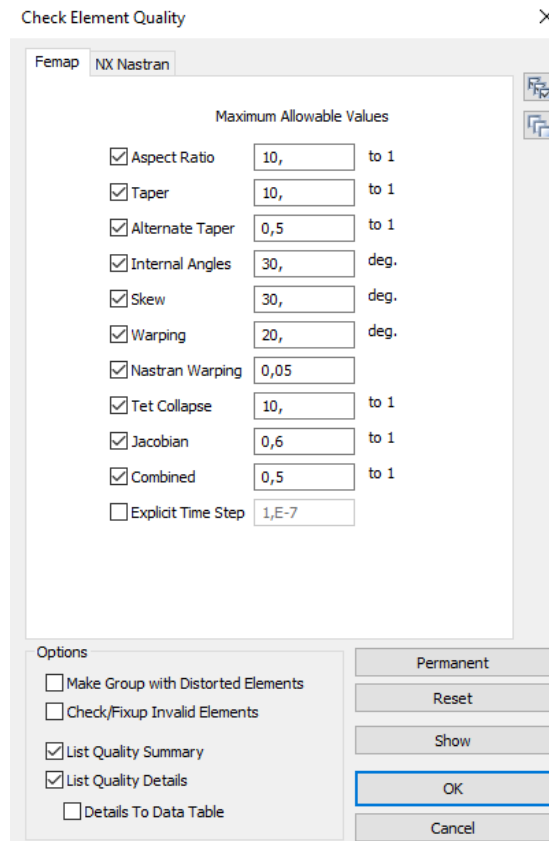 Check Element Quality
Femap NX Nastran
Maximum Allowable Values
Aspect Ratio 10, to 1
Taper 10, to 1
Alternate Taper 0,5 to 1
Internal Angles 30, deg.
Skew 30, deg.
Warping 20, deg.
Nastran Warping 0,05
Tet Collapse 10, to 1
Jacobian 0,6 to 1
Combined 0,5 to 1
Explicit Time Step 1,E-7
Options
Make Group with Distorted Elements
Check/Fixup Invalid Elements
List Quality Summary
List Quality Details
Details To Data Table
Permanent
Reset
Show
OK
Cancel